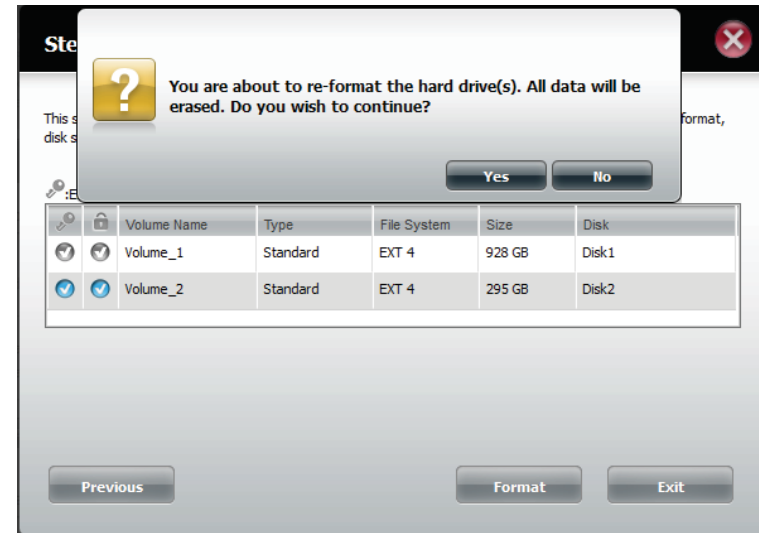 Ste
You are about to re-format the hard drive(s). All data will be
erased. Do you wish to continue?
This s
format,
disk s
Yes No
:E
Volume Name Type File System Size Disk
Volume_1 Standard EXT 4 928 GB Disk1
Volume_2 Standard EXT 4 295 GB Disk2
Previous Format Exit